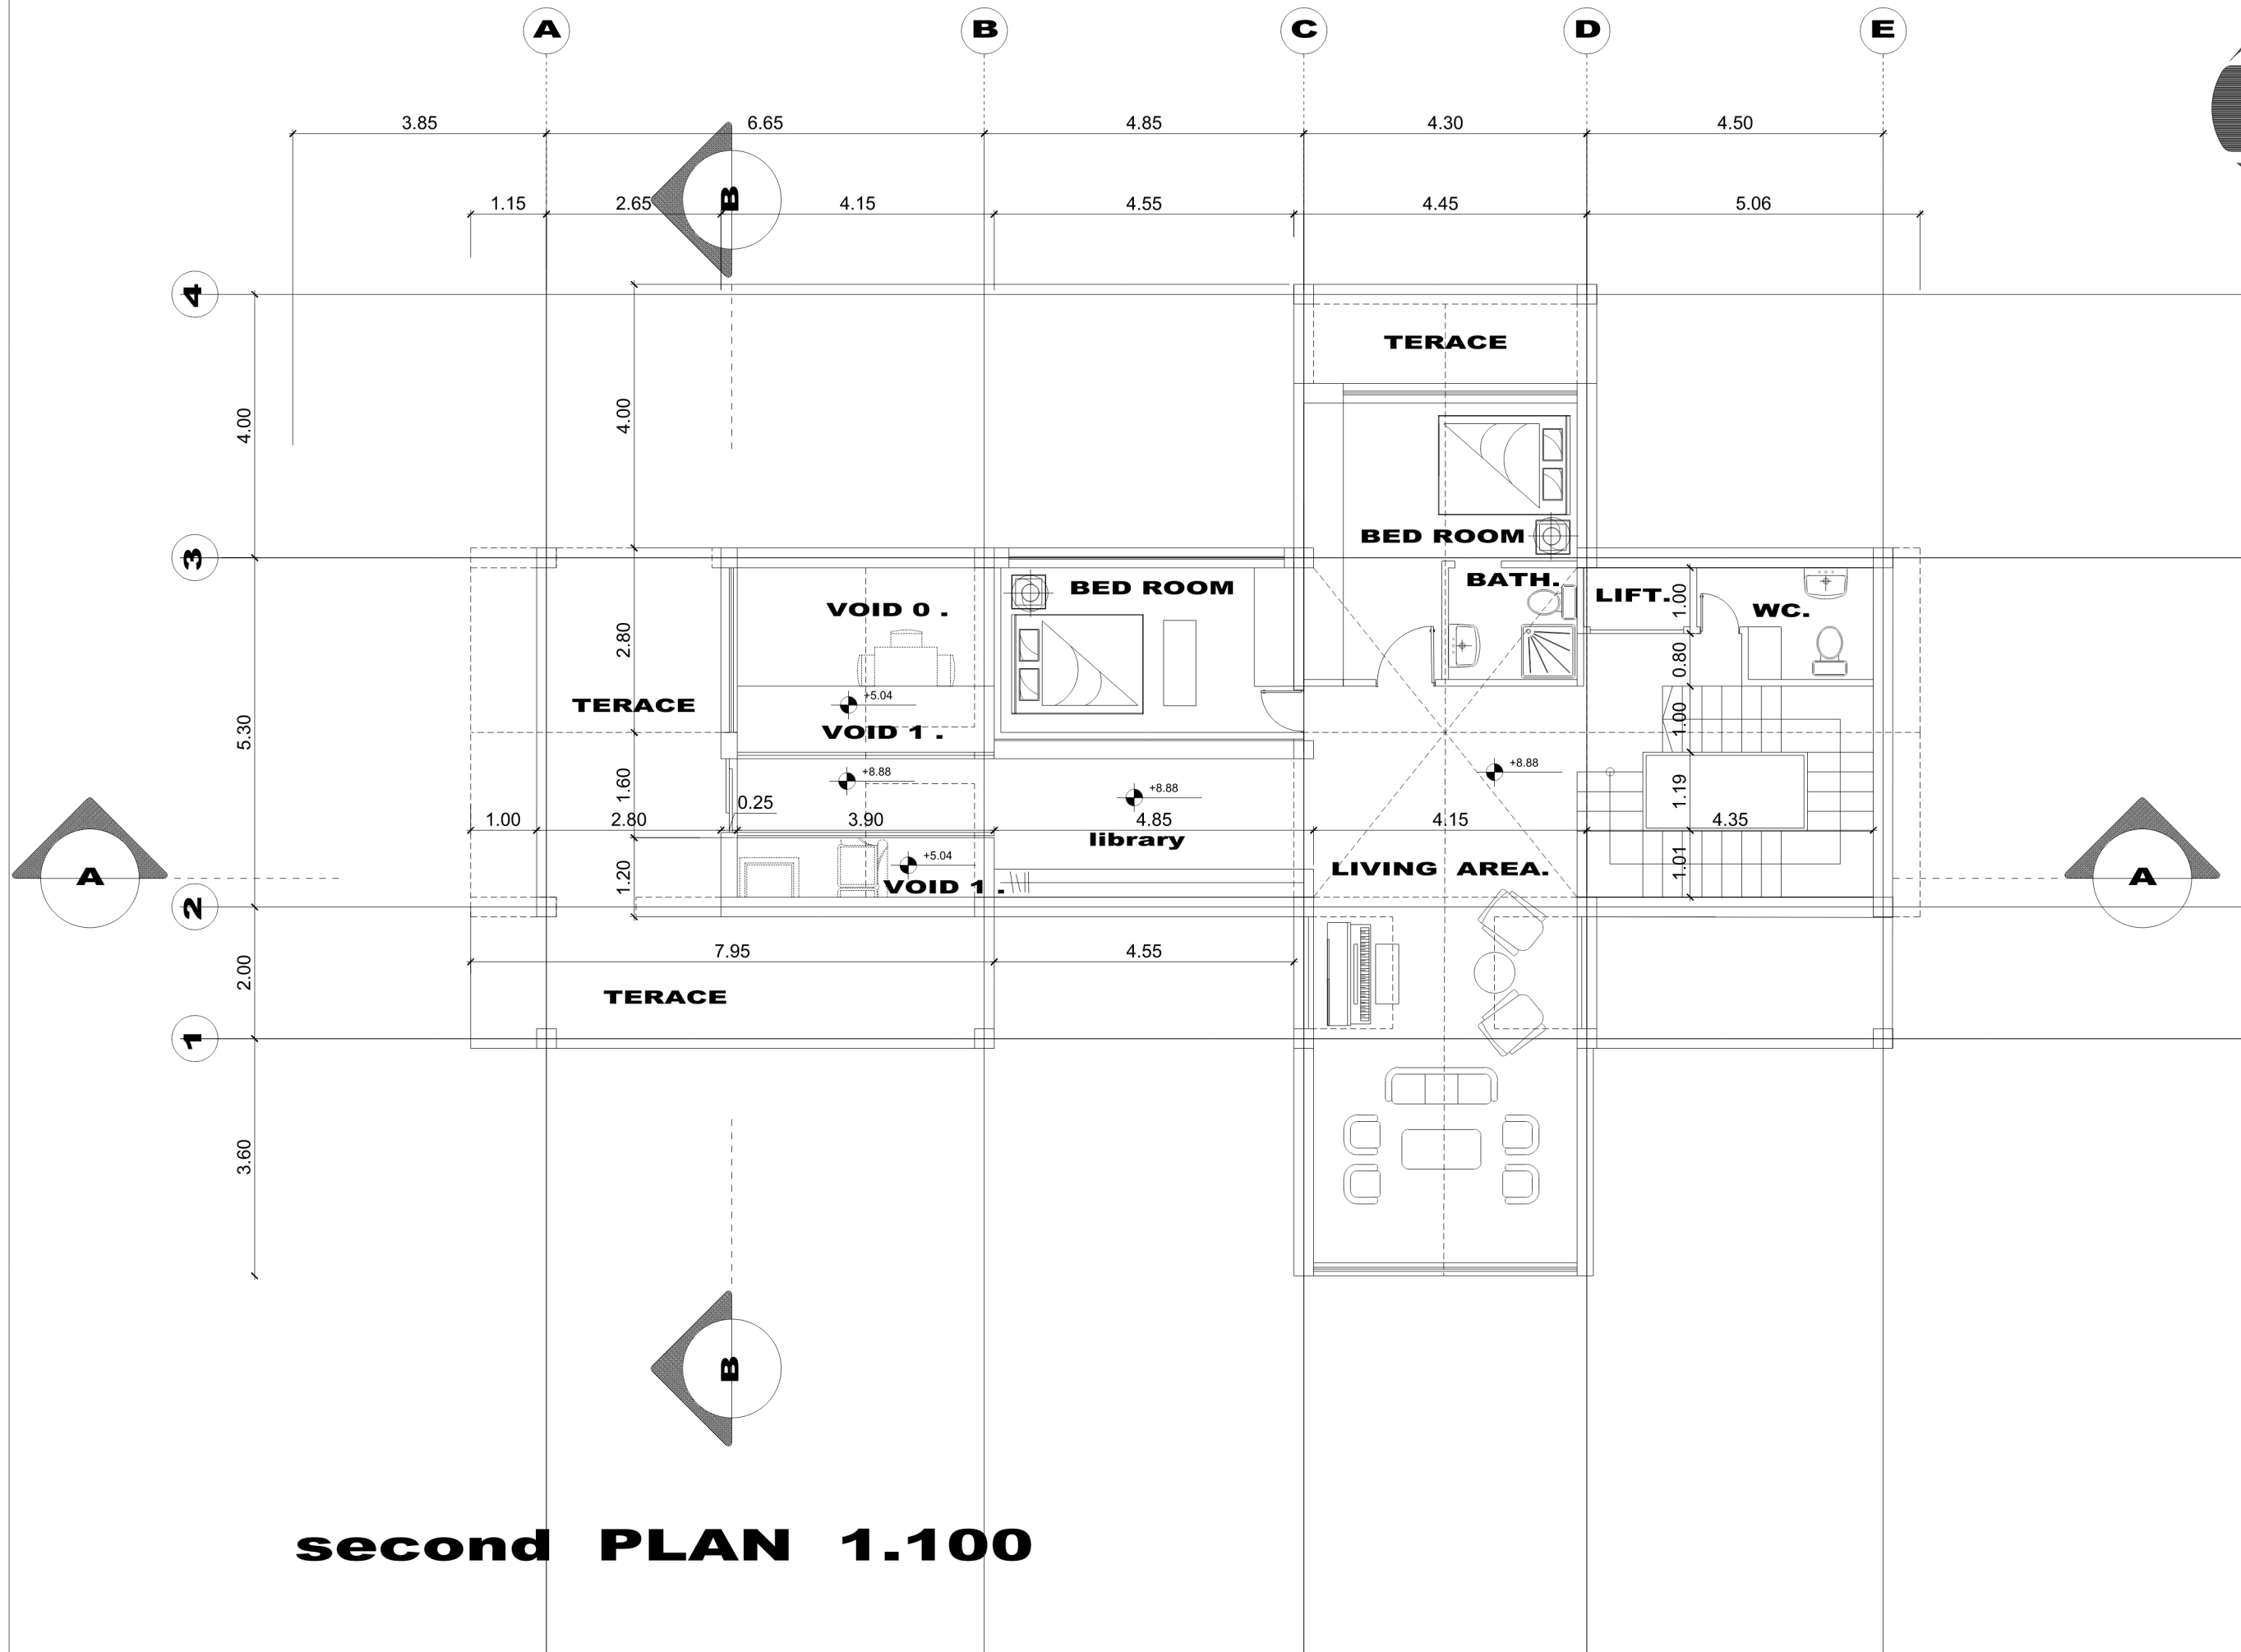 A B C D E
3.85 6.65 4.85 4.30 4.50
1.15 2.65 4.15 4.55 4.45 5.06
B
4
TERACE
4.00 4.00
BED ROOM
3
BED ROOM BATH. LIFT. 1.00 WC.
VOID 0 .
2.80 0.80
+5.04
TERACE
VOID 1 .
5.30 1.00
+8.88 +8.88
+8.88
1.60 0.25 1.19
1.00 2.80 3.90 4.85 4.15 4.35
library
+5.04
LIVING AREA.
1.20 VOID 1 . 1.01
A A
2
7.95 4.55
2.00
TERACE
1
3.60
B
second PLAN 1.100